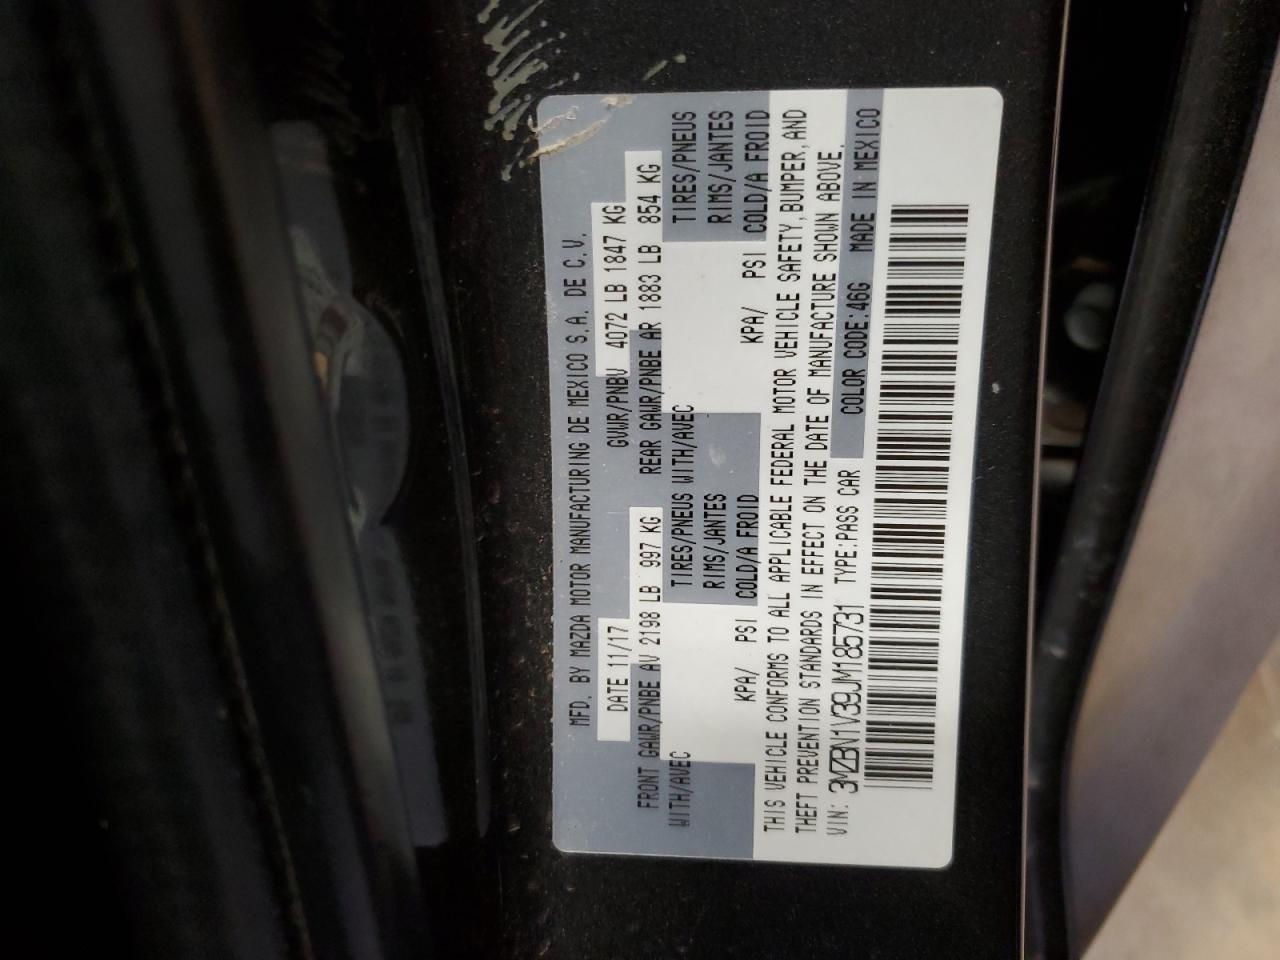 MFD. BY MAZDA MOTOR MANUFACTURING DE MEXICO S.A. DE C.V.
DATE 11/17 GVWR/PNBV 4072 LB 1847 KG
FRONT GAWR/PNBE AV 2198 LB 997 KG REAR GAWR/PNBE AR 1883 LB 854 KG
WITH/AVEC TIRES/PNEUS WITH/AVEC TIRES/PNEUS
RIMS/JANTES RIMS/JANTES
KPA/ PSI COLD/A FROID KPA/ PSI COLD/A FROID
THIS VEHICLE CONFORMS TO ALL APPLICABLE FEDERAL MOTOR VEHICLE SAFETY, BUMPER, AND
THEFT PREVENTION STANDARDS IN EFFECT ON THE DATE OF MANUFACTURE SHOWN ABOVE.
VIN: 3MZBN1V39JM185731 TYPE:PASS CAR COLOR CODE:46G MADE IN MEXICO